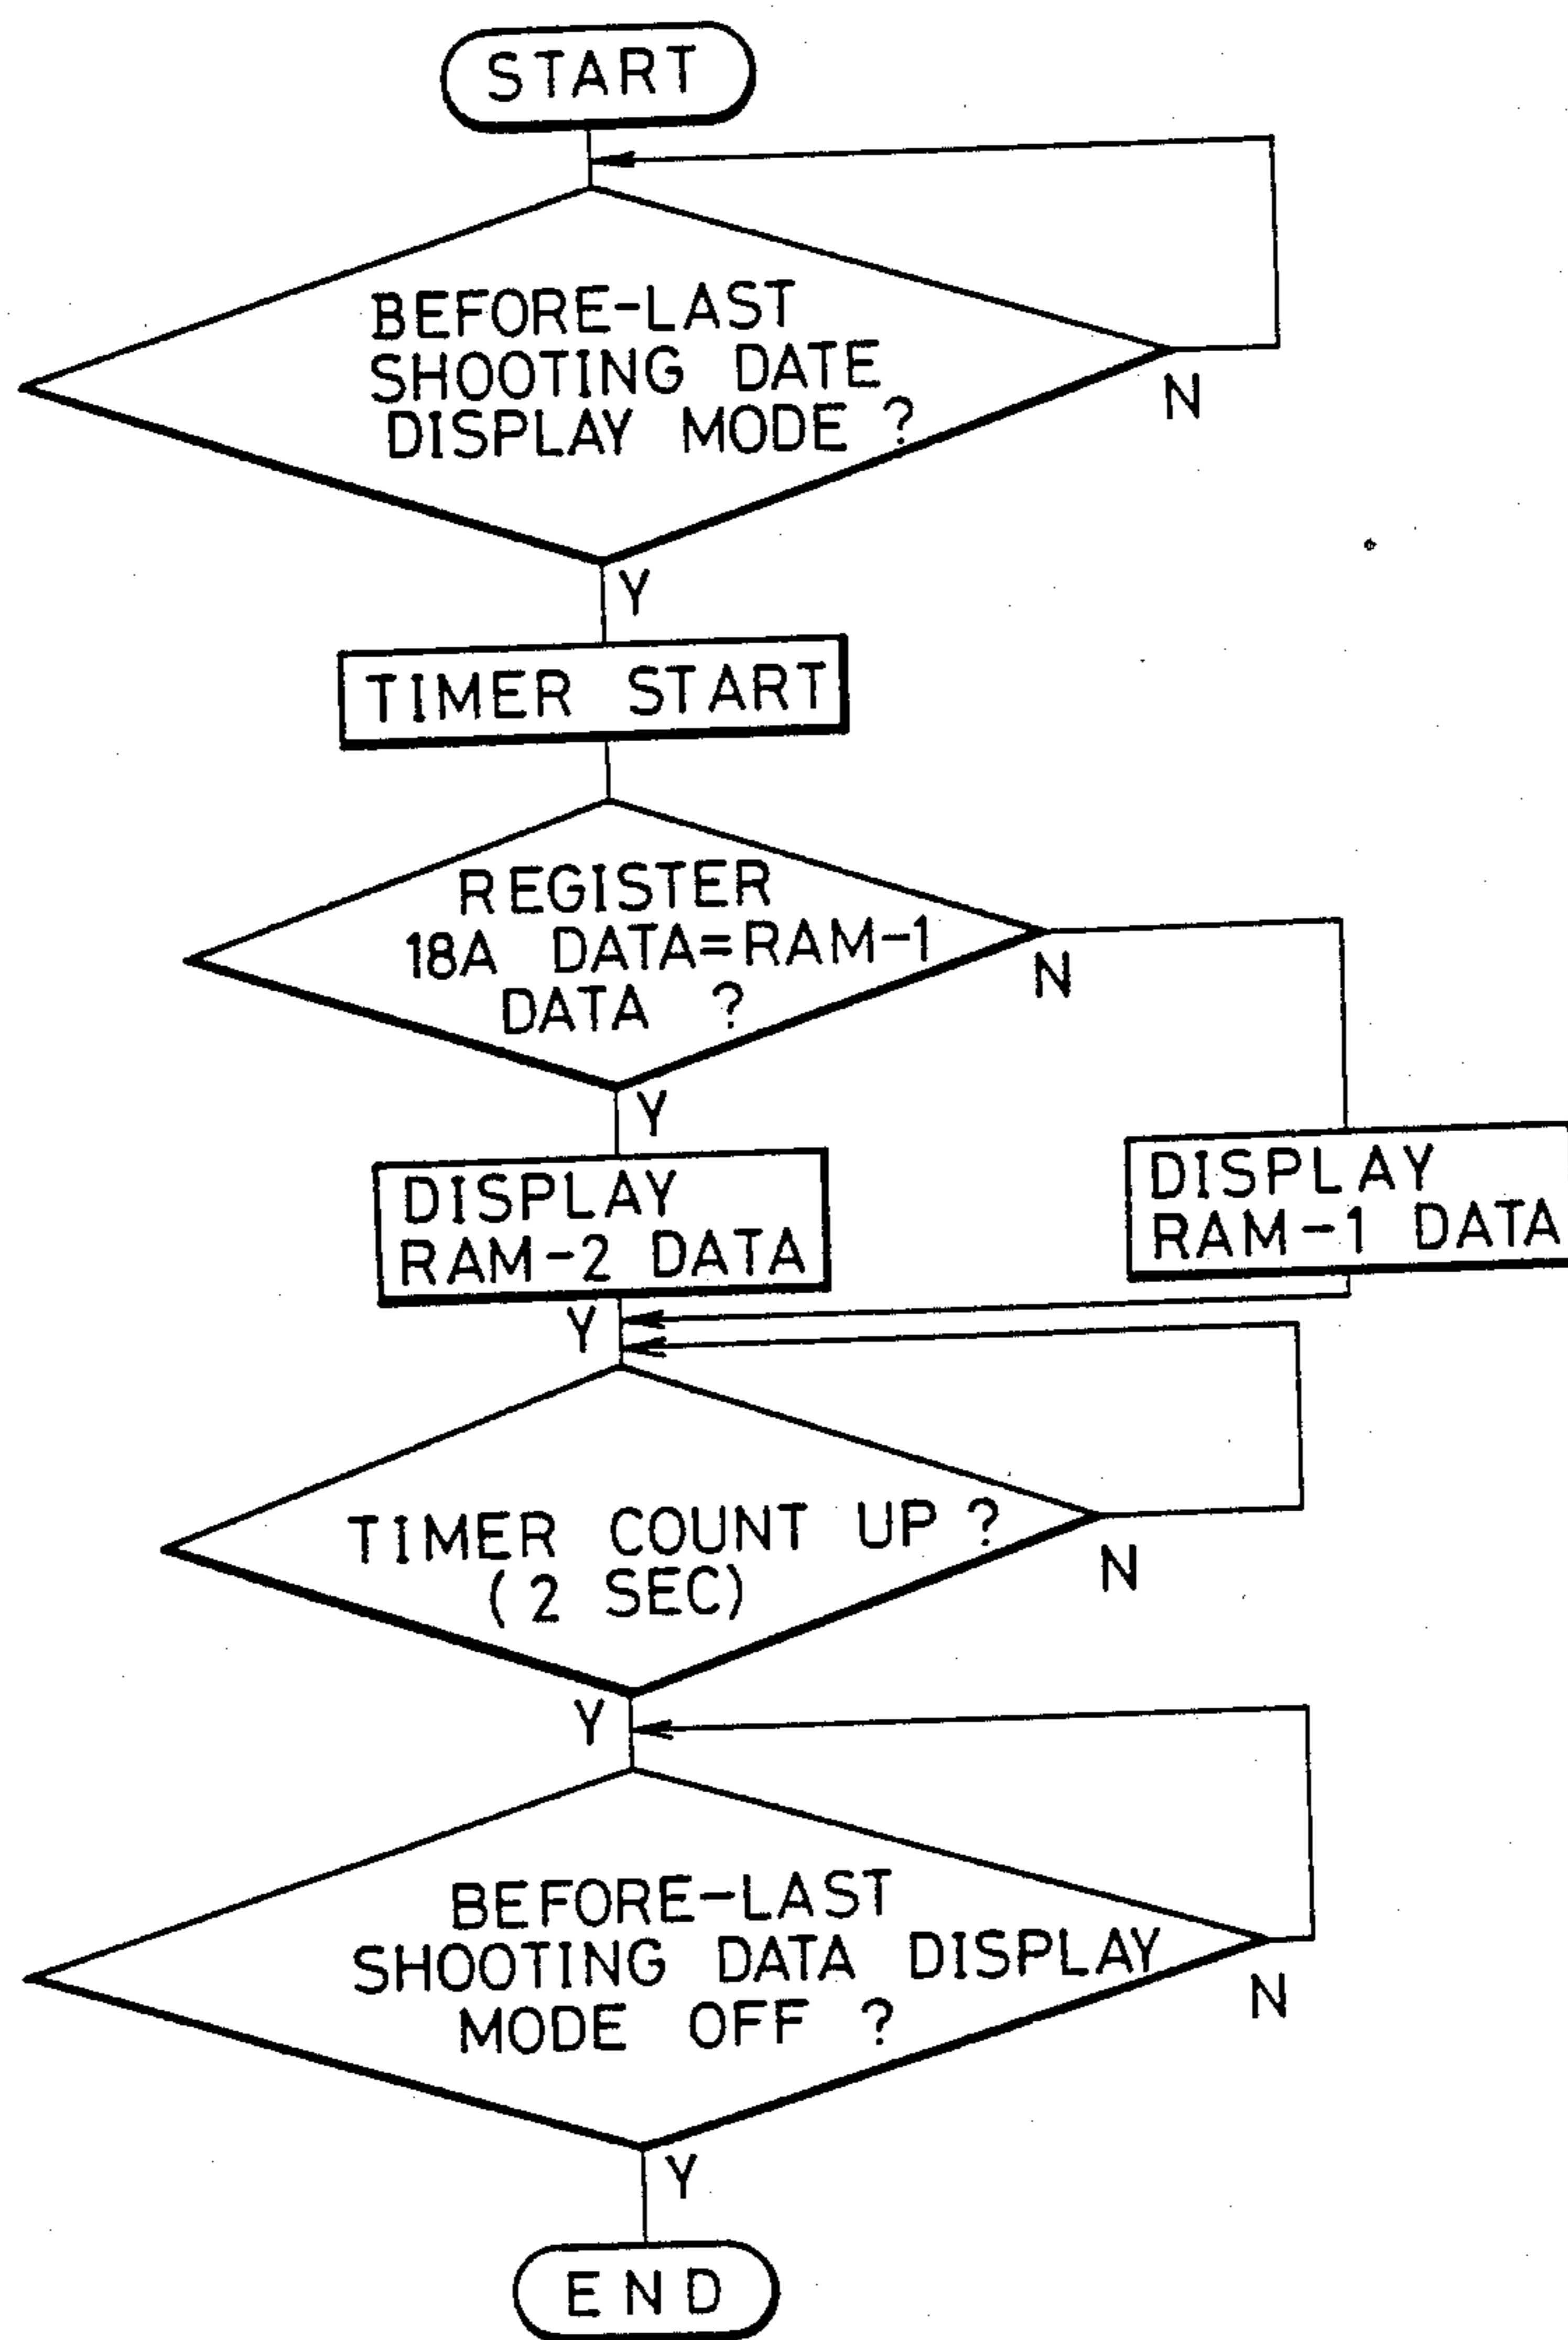 START
BEFORE-LAST
SHOOTING DATE
DISPLAY MODE ?
N
Y
TIMER START
REGISTER
18A DATA=RAM-1
DATA ?
N
Y
DISPLAY
RAM-2 DATA
DISPLAY
RAM-1 DATA
Y
TIMER COUNT UP ?
(2 SEC)
N
Y
BEFORE-LAST
SHOOTING DATA DISPLAY
MODE OFF ?
N
Y
END